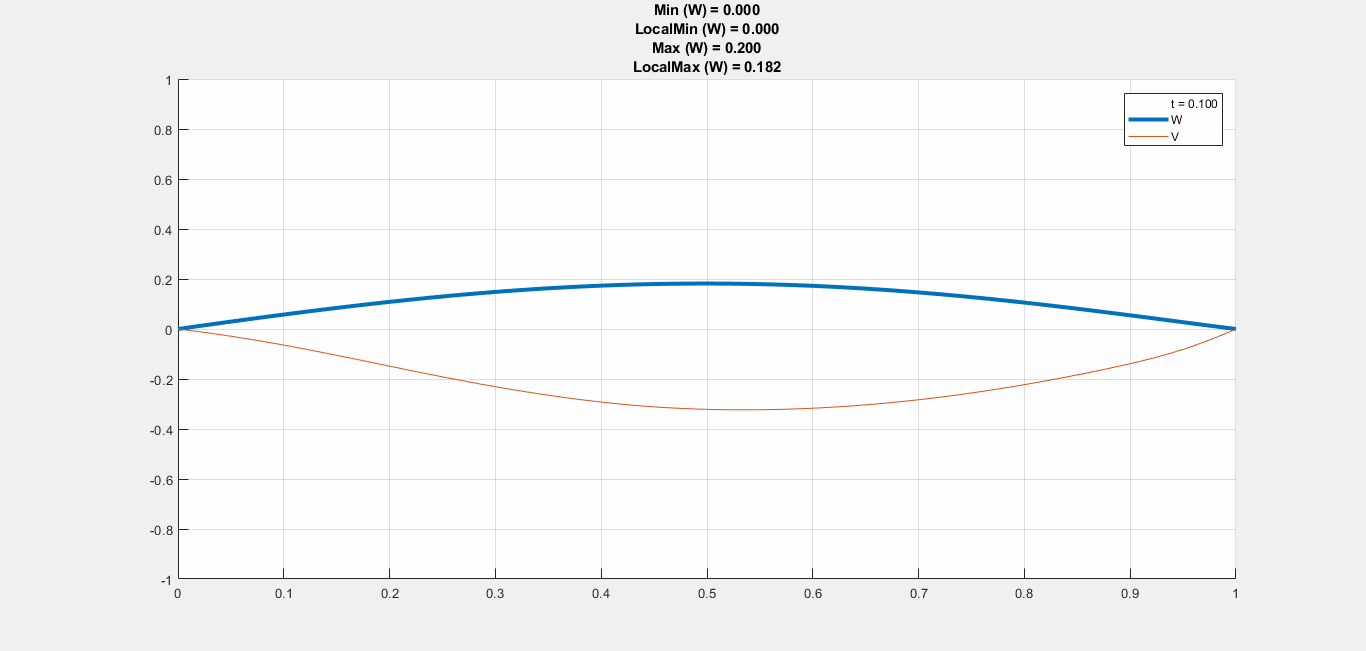 Min (W) = 0.000
LocalMin (W) = 0.000
Max (W) = 0.200
LocalMax (W) = 0.182
t = 0.100
W
V
1
0.8
0.6
0.4
0.2
0
-0.2
-0.4
-0.6
-0.8
-1
0 0.1 0.2 0.3 0.4 0.5 0.6 0.7 0.8 0.9 1